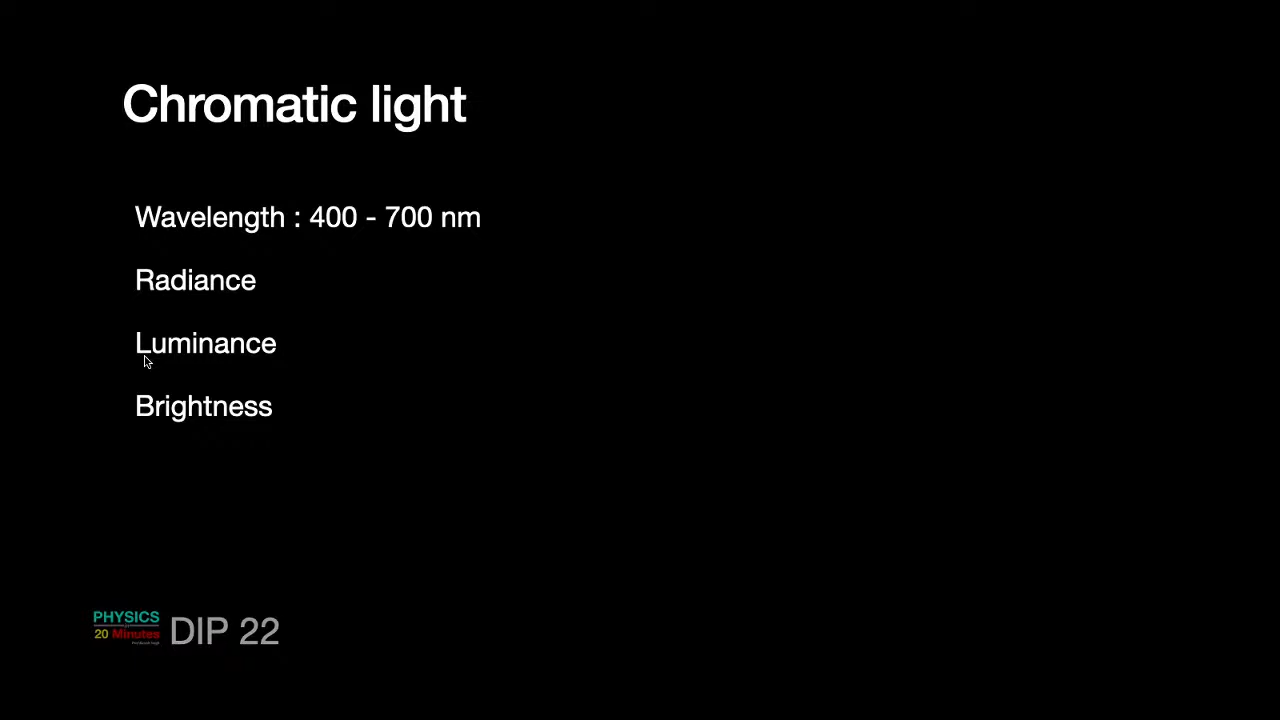 Chromatic light
Wavelength : 400 - 700 nm
Radiance
Luminance
Brightness
PHYSICS
20 Minutes
DIP 22